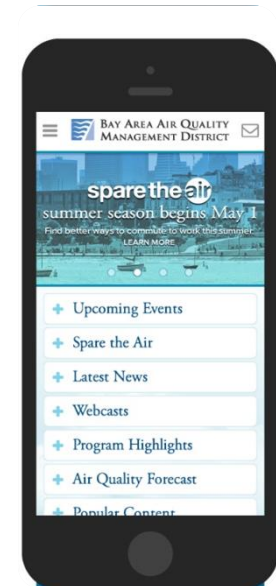 BAY AREA AIR QUALITY
MANAGEMENT DISTRICT
spare the air
summer season begins May 1
Find better ways to commute to work this summer.
LEARN MORE
Upcoming Events
Spare the Air
Latest News
Webcasts
Program Highlights
Air Quality Forecast
Popular Content